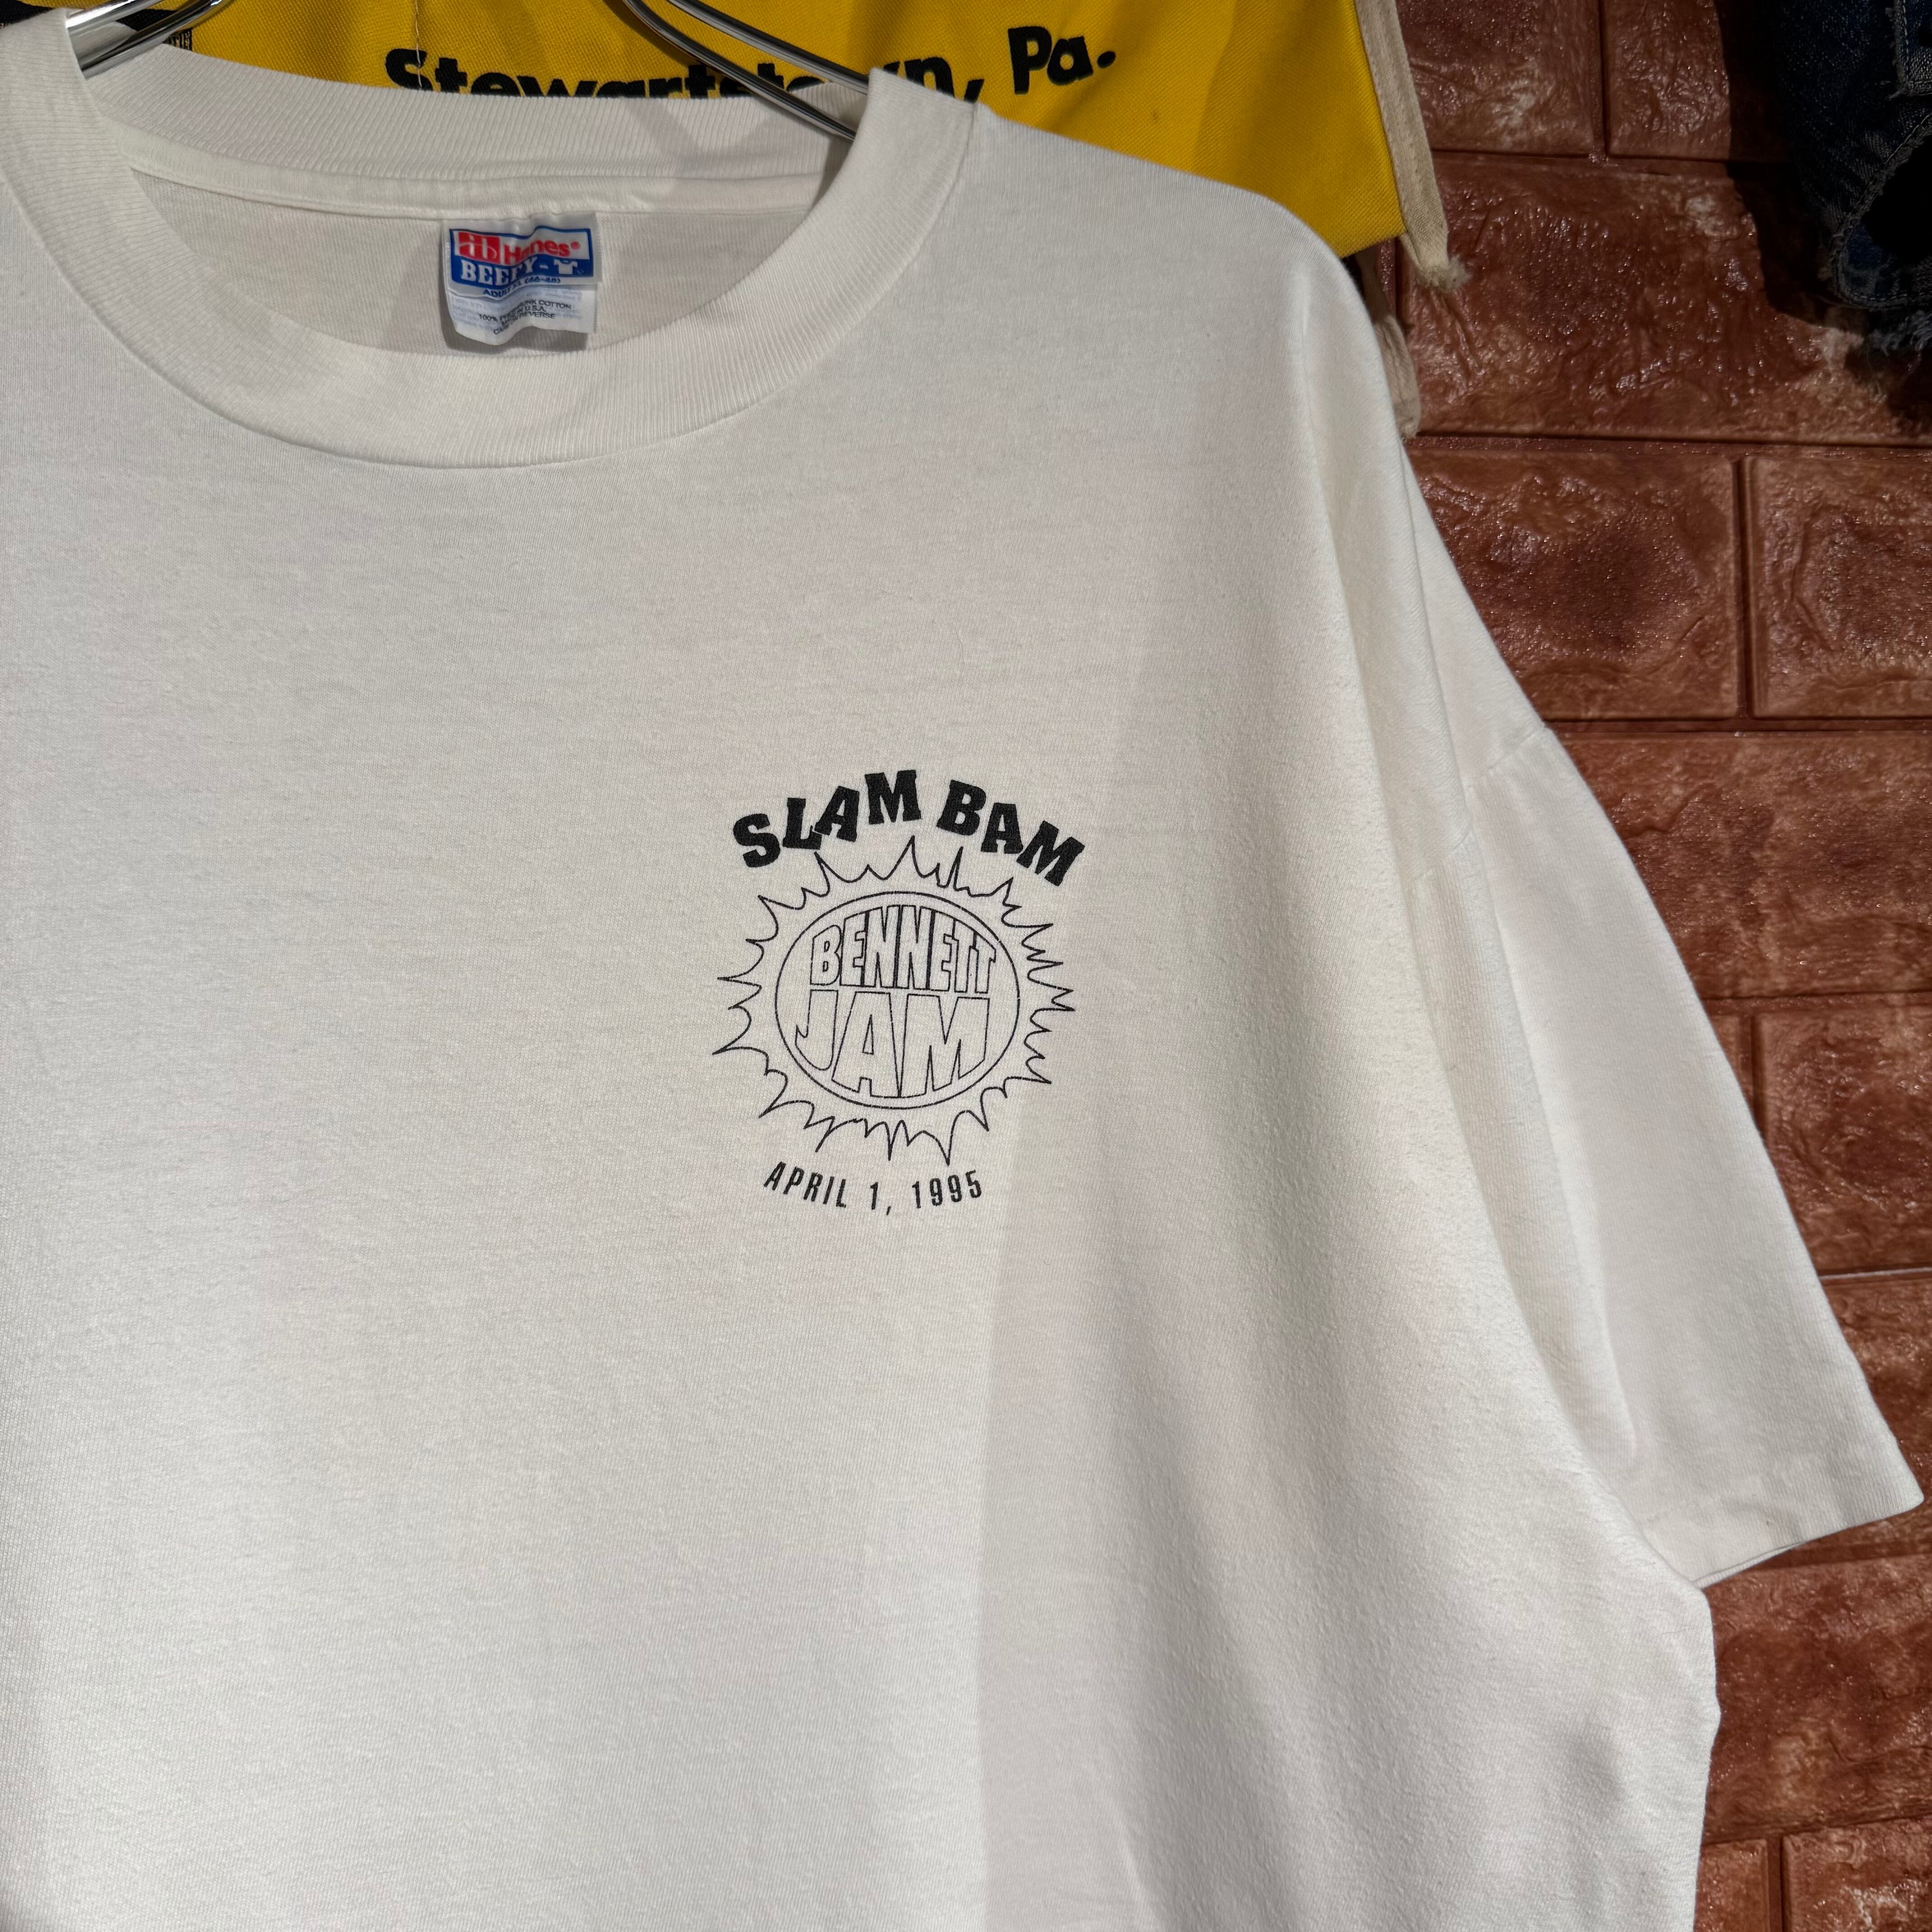 Stewartstown, Pa.
Hanes®
BEEFY-T
SLAM BAM
BENNETT
JAM
APRIL 1, 1995